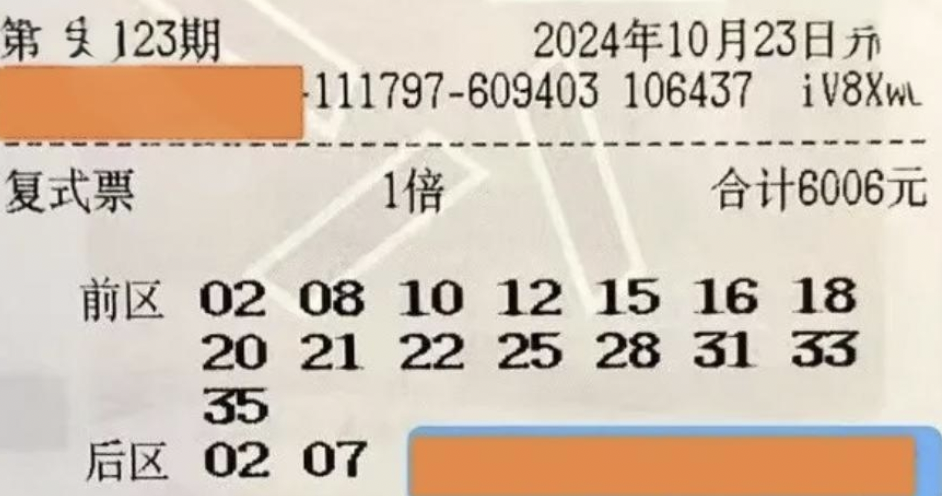 第 123期 2024年10月23日开
-111797-609403 106437 iV8XwL
复式票 1倍 合计6006元
前区 02 08 10 12 15 16 18
20 21 22 25 28 31 33
35
后区 02 07